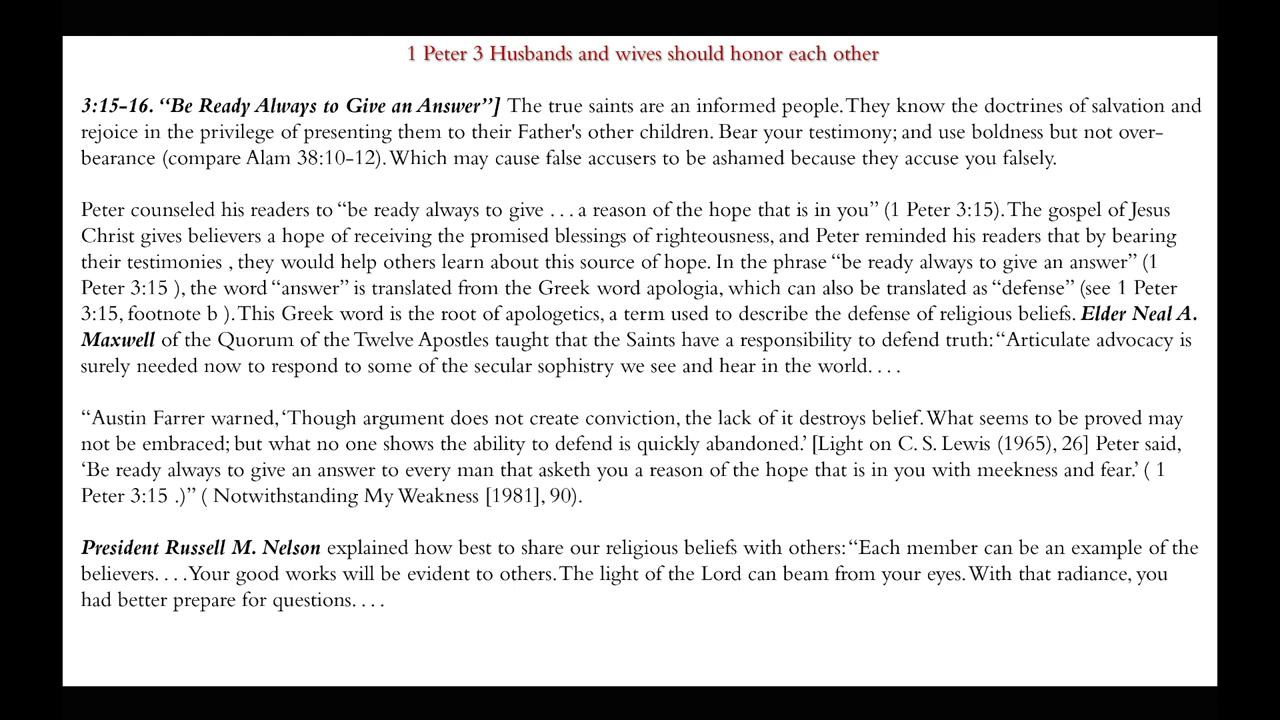 1 Peter 3 Husbands and wives should honor each other
3:15-16. “Be Ready Always to Give an Answer”] The true saints are an informed people. They know the doctrines of salvation and
rejoice in the privilege of presenting them to their Father's other children. Bear your testimony; and use boldness but not over-
bearance (compare Alam 38:10-12). Which may cause false accusers to be ashamed because they accuse you falsely.
Peter counseled his readers to “be ready always to give . . . a reason of the hope that is in you” (1 Peter 3:15). The gospel of Jesus
Christ gives believers a hope of receiving the promised blessings of righteousness, and Peter reminded his readers that by bearing
their testimonies , they would help others learn about this source of hope. In the phrase “be ready always to give an answer” (1
Peter 3:15 ), the word “answer” is translated from the Greek word apologia, which can also be translated as “defense” (see 1 Peter
3:15, footnote b ). This Greek word is the root of apologetics, a term used to describe the defense of religious beliefs. Elder Neal A.
Maxwell of the Quorum of the Twelve Apostles taught that the Saints have a responsibility to defend truth: “Articulate advocacy is
surely needed now to respond to some of the secular sophistry we see and hear in the world. . . .
“Austin Farrer warned, ‘Though argument does not create conviction, the lack of it destroys belief. What seems to be proved may
not be embraced; but what no one shows the ability to defend is quickly abandoned.’ [Light on C. S. Lewis (1965), 26] Peter said,
‘Be ready always to give an answer to every man that asketh you a reason of the hope that is in you with meekness and fear.’ ( 1
Peter 3:15 .)” ( Notwithstanding My Weakness [1981], 90).
President Russell M. Nelson explained how best to share our religious beliefs with others: “Each member can be an example of the
believers. . . . Your good works will be evident to others. The light of the Lord can beam from your eyes. With that radiance, you
had better prepare for questions. . . .